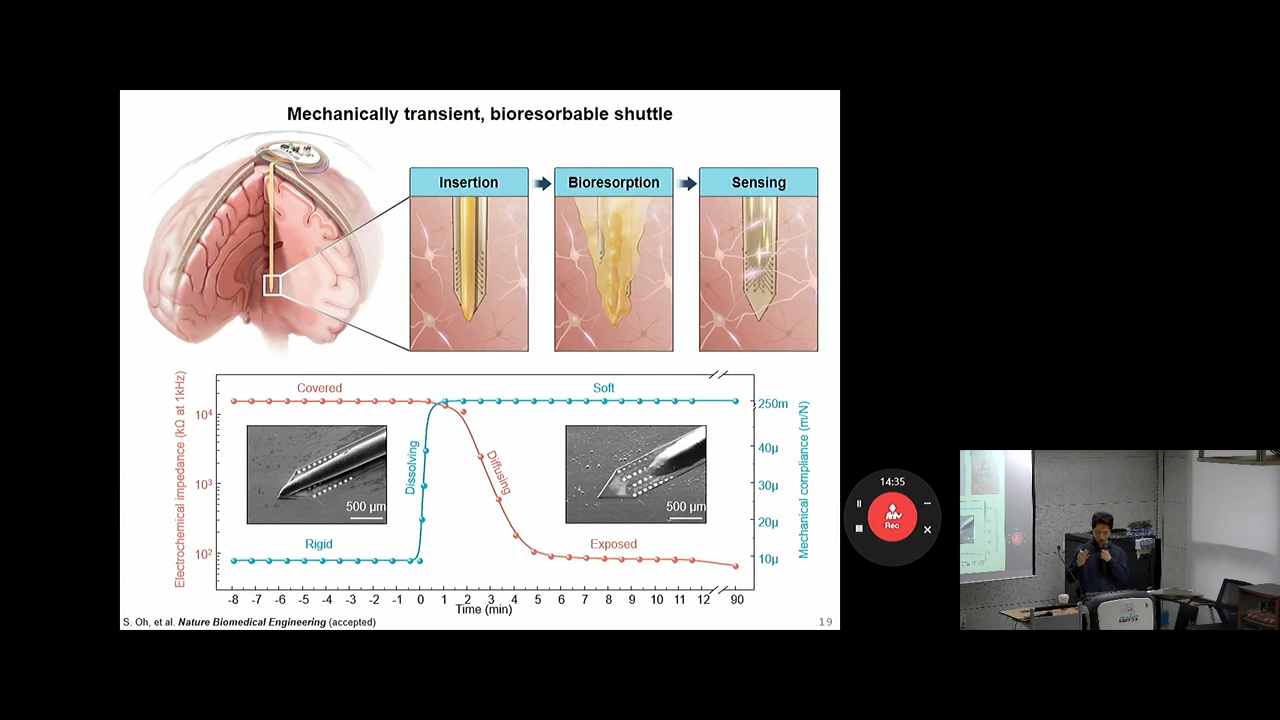 Mechanically transient, bioresorbable shuttle
Insertion
Bioresorption
Sensing
Electrochemical impedance (kΩ at 1kHz)
10⁴
10³
10²
Covered
Soft
Dissolving
Diffusing
500 μm
500 μm
Rigid
Exposed
250m
40μ
30μ
20μ
10μ
Mechanical compliance (m/N)
-8 -7 -6 -5 -4 -3 -2 -1 0 1 2 3 4 5 6 7 8 9 10 11 12 90
Time (min)
S. Oh, et al. Nature Biomedical Engineering (accepted)
19
14:35
Rec